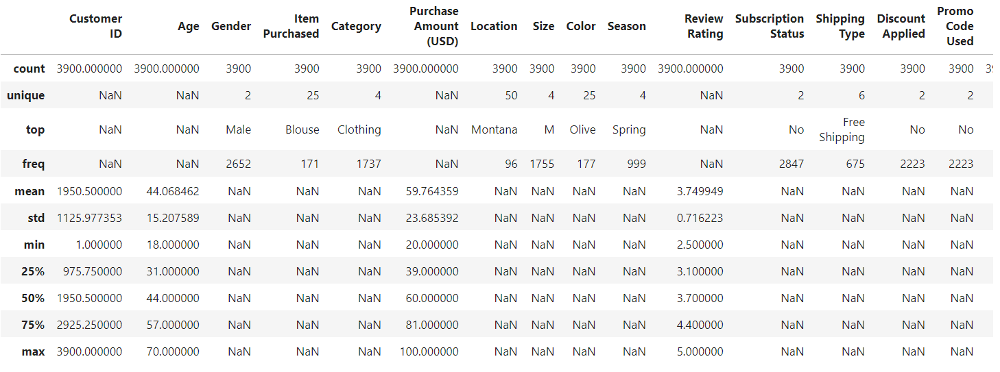 Customer ID Age Gender Item Purchased Category Purchase Amount (USD) Location Size Color Season Review Rating Subscription Status Shipping Type Discount Applied Promo Code Used
count 3900.000000 3900.000000 3900 3900 3900 3900.000000 3900 3900 3900 3900 3900.000000 3900 3900 3900 3900 39
unique NaN NaN 2 25 4 NaN 50 4 25 4 NaN 2 6 2 2
top NaN NaN Male Blouse Clothing NaN Montana M Olive Spring NaN No Free Shipping No No
freq NaN NaN 2652 171 1737 NaN 96 1755 177 999 NaN 2847 675 2223 2223
mean 1950.500000 44.068462 NaN NaN NaN 59.764359 NaN NaN NaN NaN 3.749949 NaN NaN NaN NaN
std 1125.977353 15.207589 NaN NaN NaN 23.685392 NaN NaN NaN NaN 0.716223 NaN NaN NaN NaN
min 1.000000 18.000000 NaN NaN NaN 20.000000 NaN NaN NaN NaN 2.500000 NaN NaN NaN NaN
25% 975.750000 31.000000 NaN NaN NaN 39.000000 NaN NaN NaN NaN 3.100000 NaN NaN NaN NaN
50% 1950.500000 44.000000 NaN NaN NaN 60.000000 NaN NaN NaN NaN 3.700000 NaN NaN NaN NaN
75% 2925.250000 57.000000 NaN NaN NaN 81.000000 NaN NaN NaN NaN 4.400000 NaN NaN NaN NaN
max 3900.000000 70.000000 NaN NaN NaN 100.000000 NaN NaN NaN NaN 5.000000 NaN NaN NaN NaN